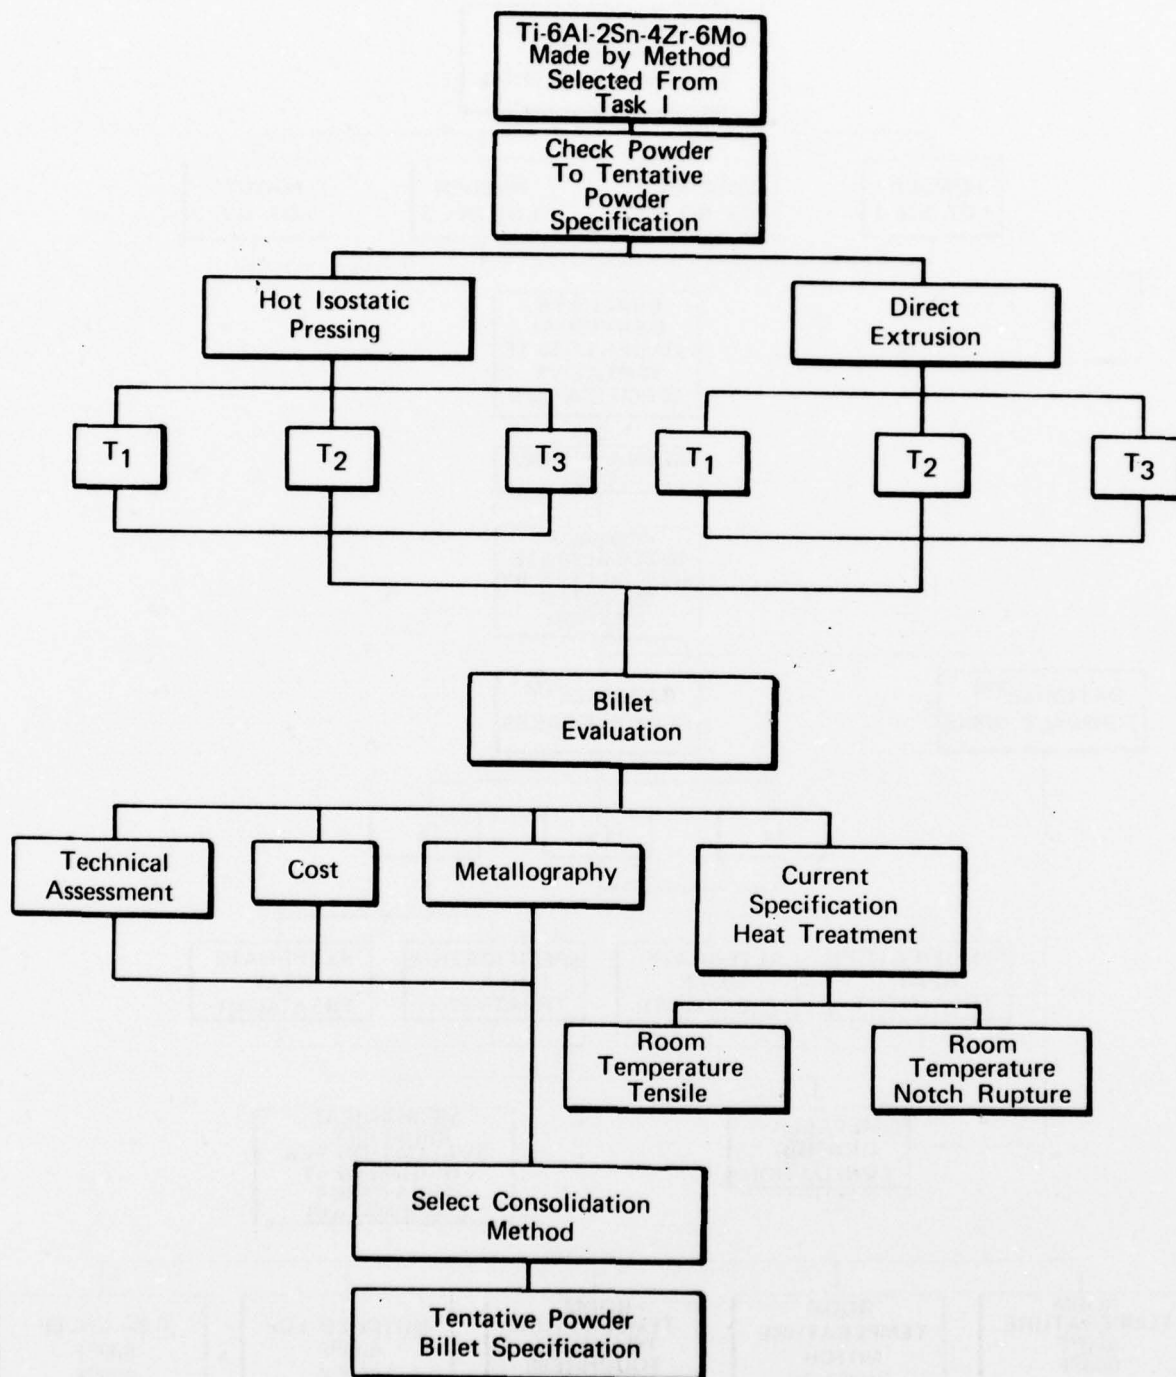 Ti-6Al-2Sn-4Zr-6Mo
Made by Method
Selected From
Task I
Check Powder
To Tentative
Powder
Specification
Hot Isostatic
Pressing
Direct
Extrusion
T1
T2
T3
T1
T2
T3
Billet
Evaluation
Technical
Assessment
Cost
Metallography
Current
Specification
Heat Treatment
Room
Temperature
Tensile
Room
Temperature
Notch Rupture
Select Consolidation
Method
Tentative Powder
Billet Specification